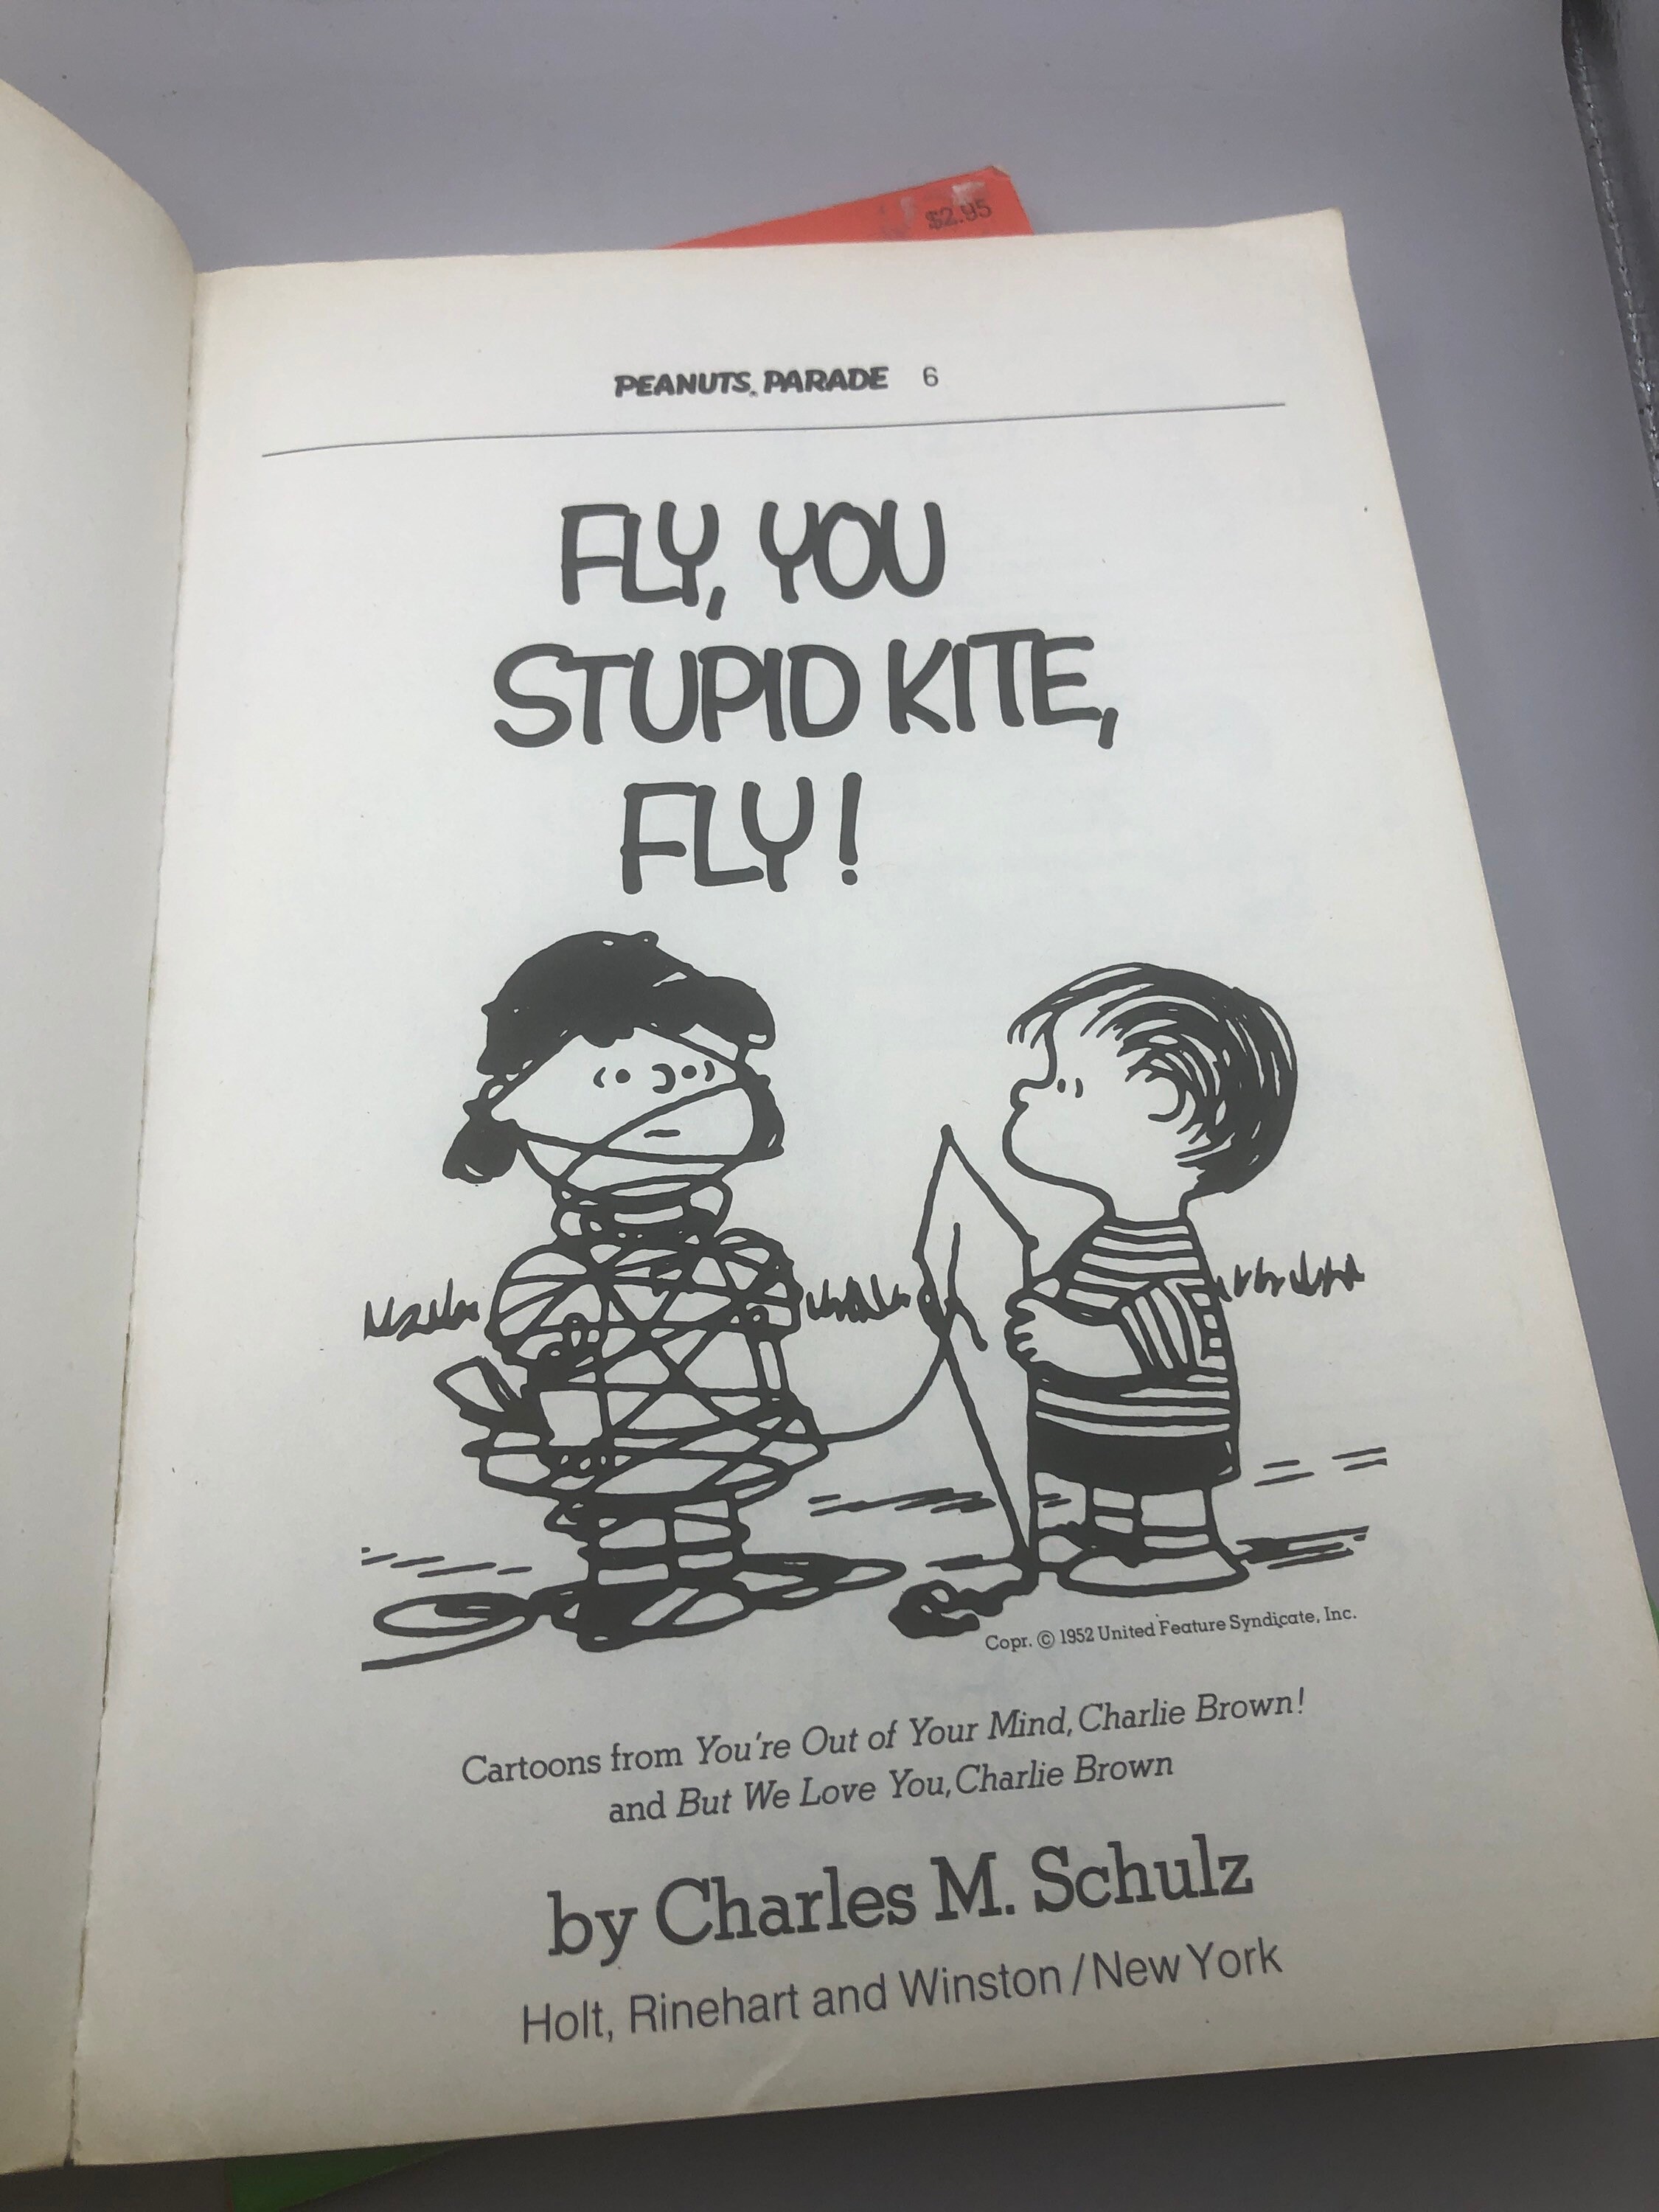 $2.95
PEANUTS® PARADE 6
FLY, YOU
STUPID KITE,
FLY!
Copr. © 1952 United Feature Syndicate, Inc.
Cartoons from You're Out of Your Mind, Charlie Brown!
and But We Love You, Charlie Brown
by Charles M. Schulz
Holt, Rinehart and Winston / New York